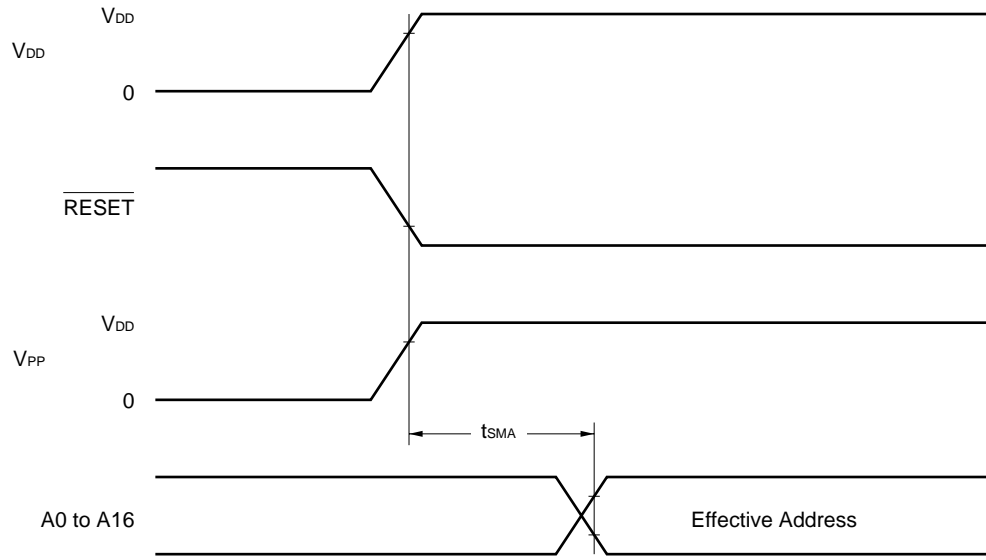 VDD
VDD
0
RESET
VDD
VPP
0
tSMA
A0 to A16 Effective Address